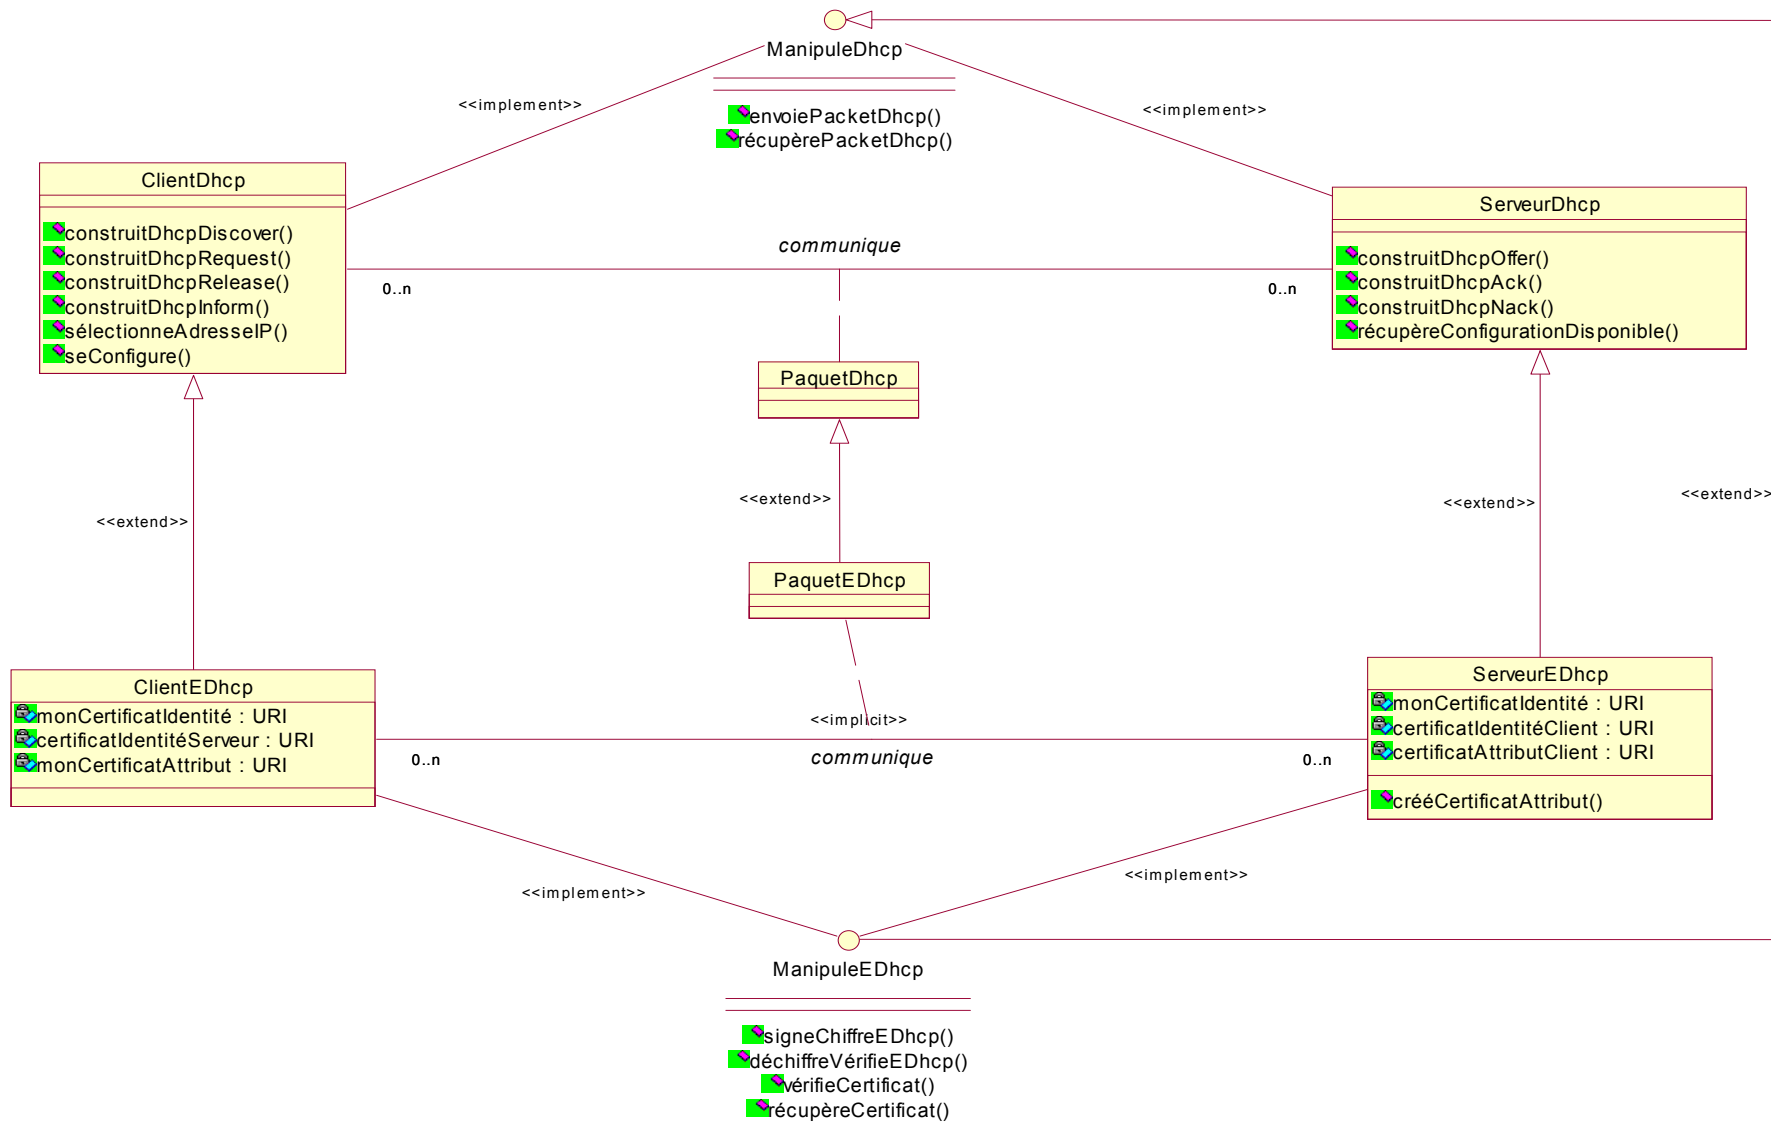 ManipuleDhcp
<<implement>>
<<implement>>
envoiePacketDhcp()
récupèrePacketDhcp()
ClientDhcp
construitDhcpDiscover()
construitDhcpRequest()
construitDhcpRelease()
construitDhcpInform()
sélectionneAdresseIP()
seConfigure()
communique
0..n
0..n
ServeurDhcp
construitDhcpOffer()
construitDhcpAck()
construitDhcpNack()
récupèreConfigurationDisponible()
PaquetDhcp
<<extend>>
<<extend>>
<<extend>>
<<extend>>
PaquetEDhcp
ClientEDhcp
monCertificatIdentité : URI
certificatIdentitéServeur : URI
monCertificatAttribut : URI
<<implicit>>
communique
0..n
0..n
ServeurEDhcp
monCertificatIdentité : URI
certificatIdentitéClient : URI
certificatAttributClient : URI
crééCertificatAttribut()
<<implement>>
<<implement>>
ManipuleEDhcp
signeChiffreEDhcp()
déchiffreVérifieEDhcp()
vérifieCertificat()
récupèreCertificat()